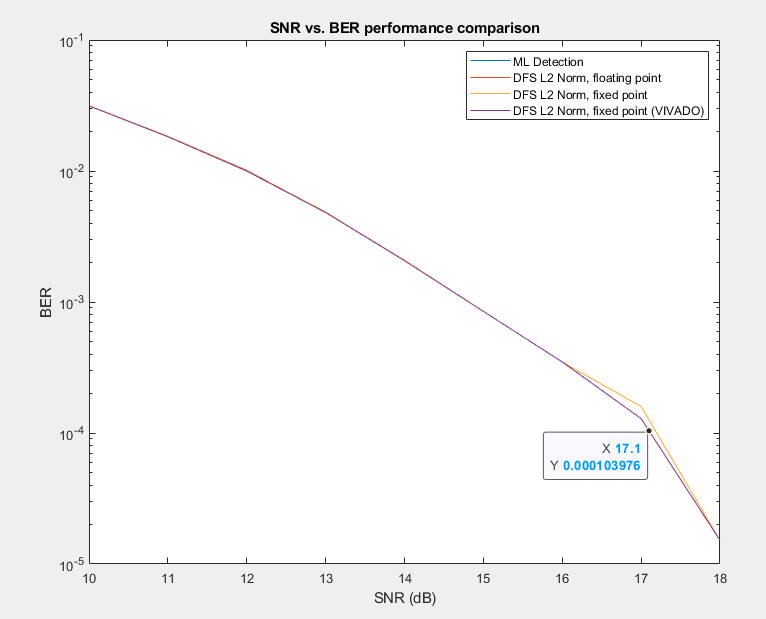 SNR vs. BER performance comparison
ML Detection
DFS L2 Norm, floating point
DFS L2 Norm, fixed point
DFS L2 Norm, fixed point (VIVADO)
10^-1
10^-2
10^-3
10^-4
10^-5
BER
X 17.1
Y 0.000103976
10 11 12 13 14 15 16 17 18
SNR (dB)